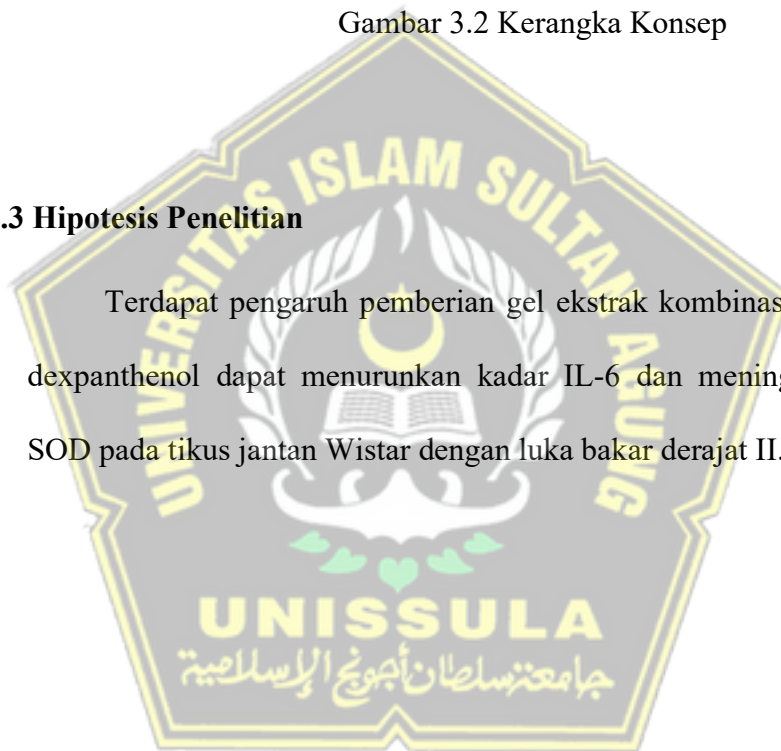 Gambar 3.2 Kerangka Konsep
UNIVERSITAS ISLAM SULTAN AGUNG
.3 Hipotesis Penelitian
Terdapat pengaruh pemberian gel ekstrak kombinas
dexpanthenol dapat menurunkan kadar IL-6 dan mening
SOD pada tikus jantan Wistar dengan luka bakar derajat II.
UNISSULA
جامعتسلطان أجونج الإسلامية